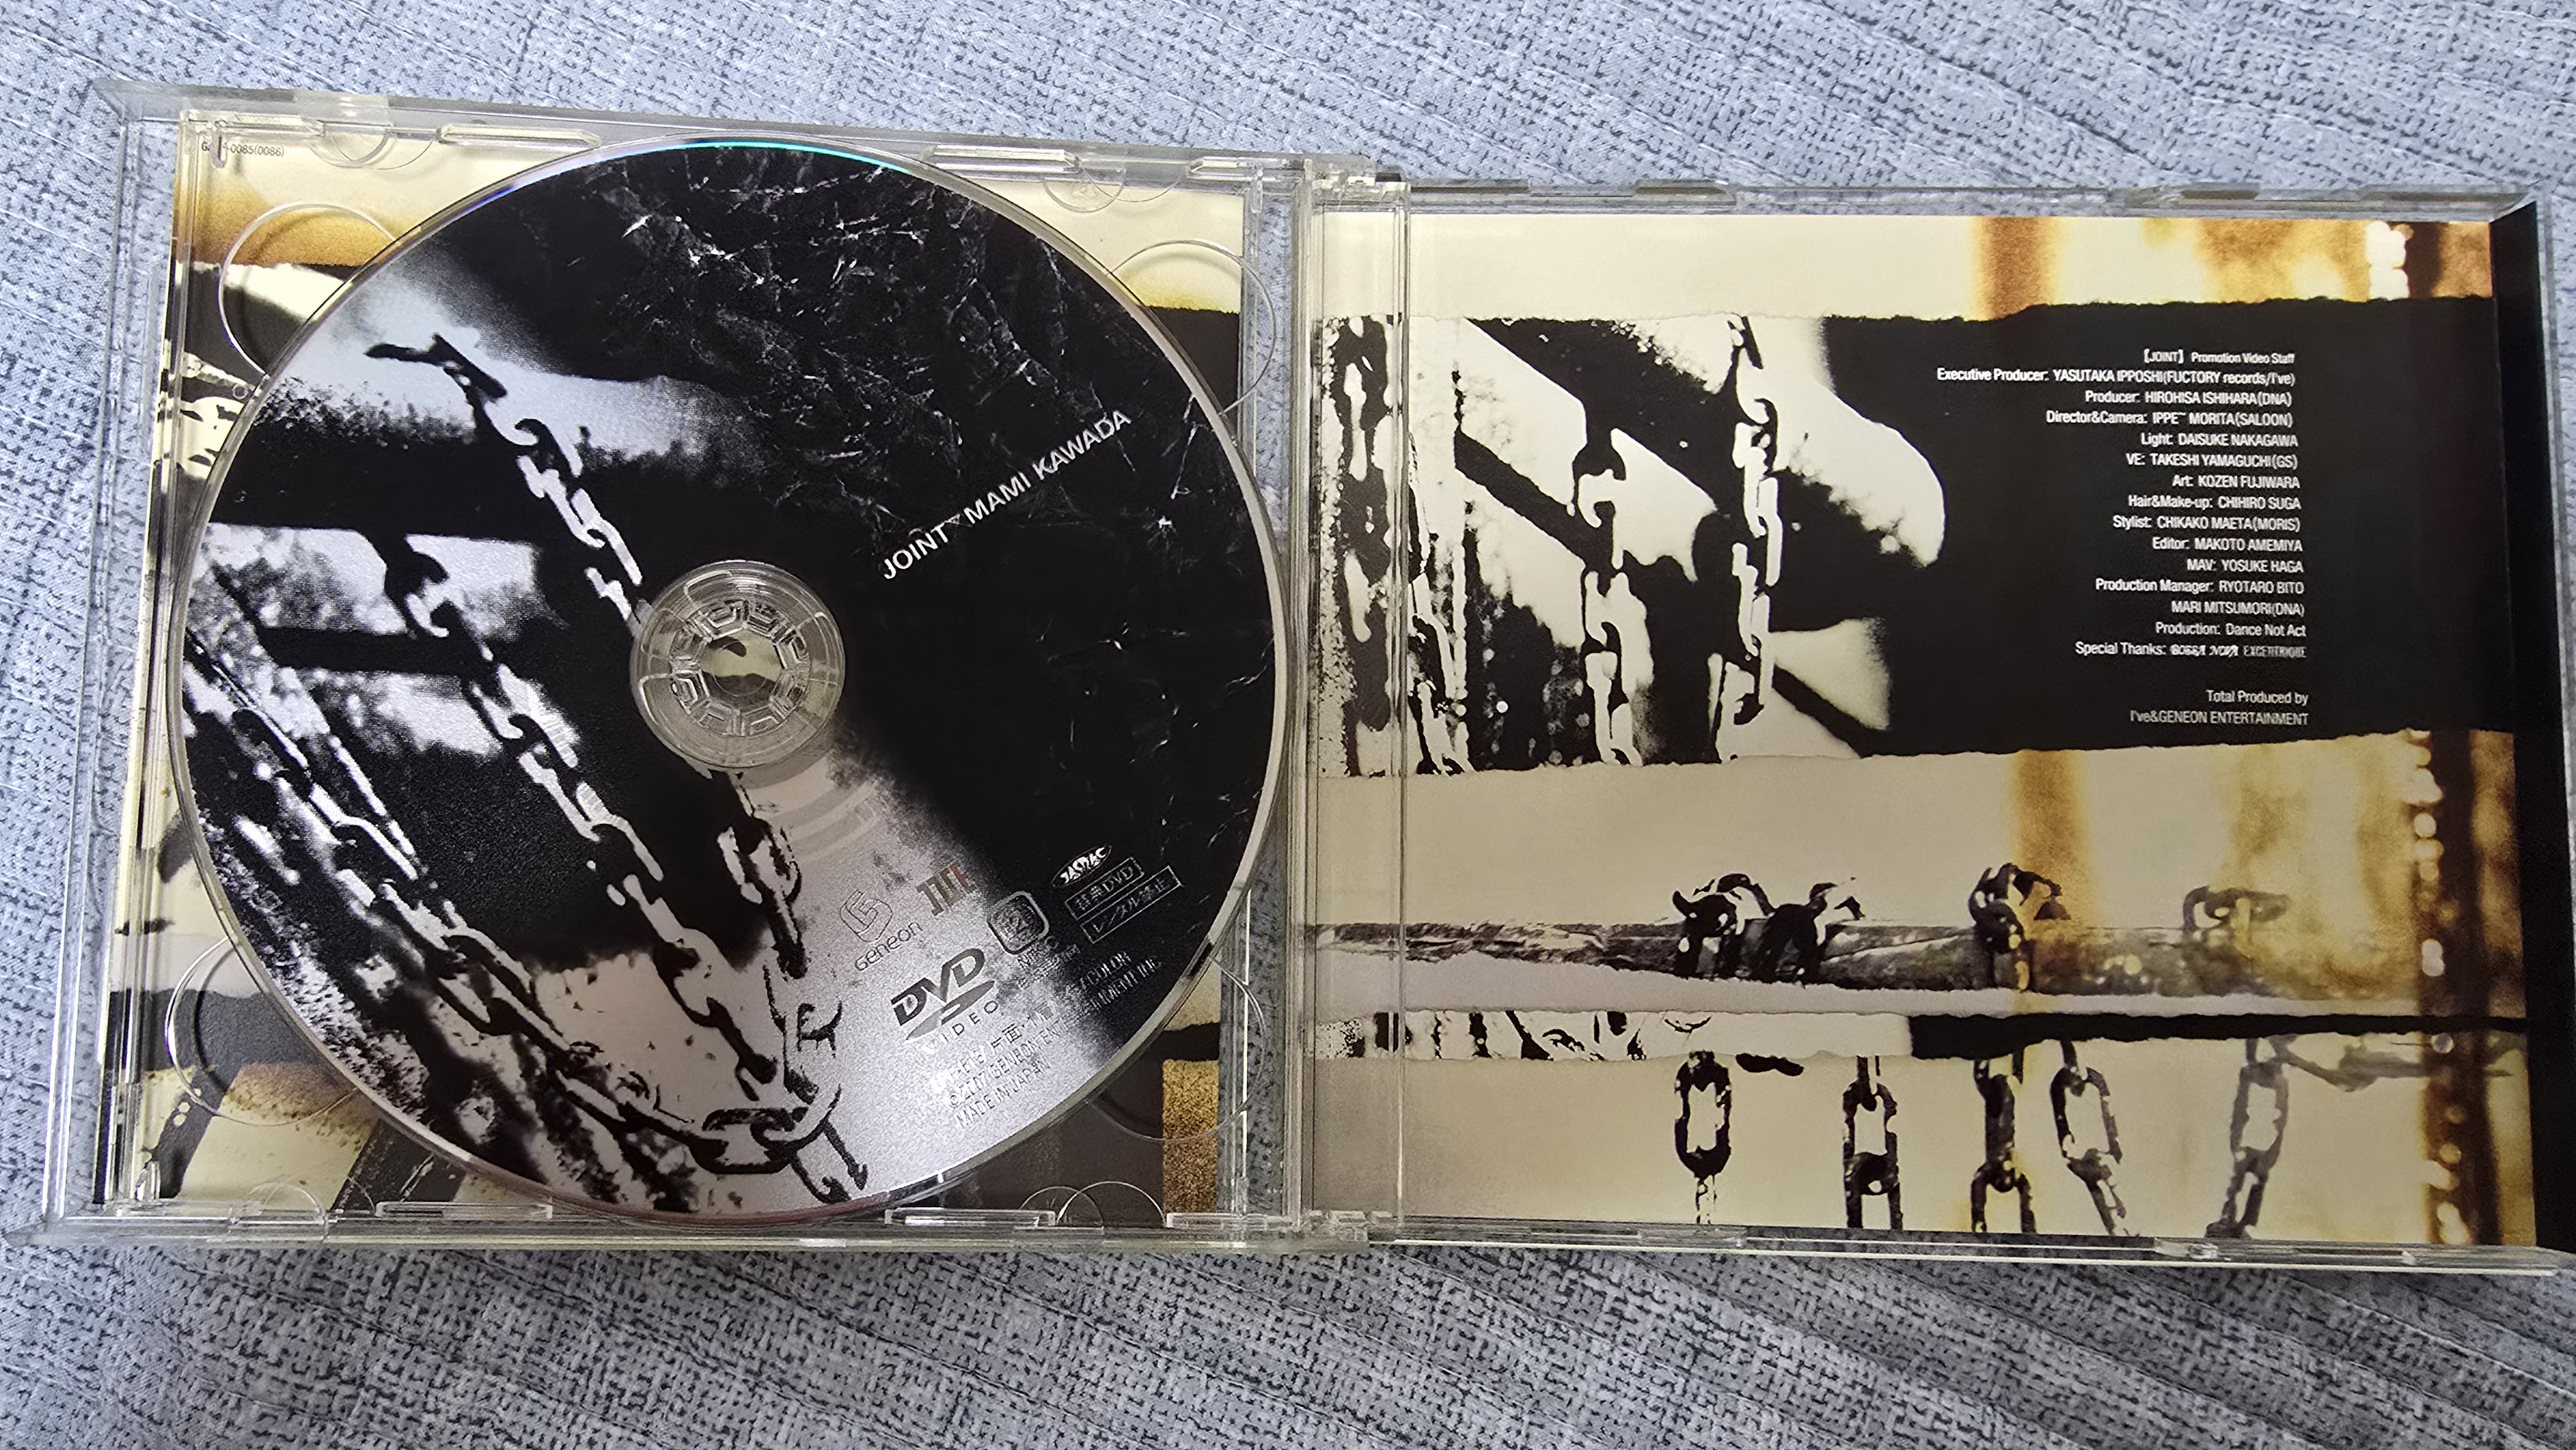 0085(0086)
JOINT MAMI KAWADA
Geneon
JASRAC
特典DVD
レンタル禁止
DVD
VIDEO
MADE IN JAPAN
【JOINT】 Promotion Video Staff
Executive Producer: YASUTAKA IPPOSHI(FUCTORY records/I've)
Producer: HIROHISA ISHIHARA(DNA)
Director&Camera: IPPE™ MORITA(SALOON)
Light: DAISUKE NAKAGAWA
VE: TAKESHI YAMAGUCHI(GS)
Art: KOZEN FUJIWARA
Hair&Make-up: CHIHIRO SUGA
Stylist: CHIKAKO MAETA(MORIS)
Editor: MAKOTO AMEMIYA
MAV: YOSUKE HAGA
Production Manager: RYOTARO BITO
MARI MITSUMORI(DNA)
Production: Dance Not Act
Special Thanks:
Total Produced by
I've&GENEON ENTERTAINMENT